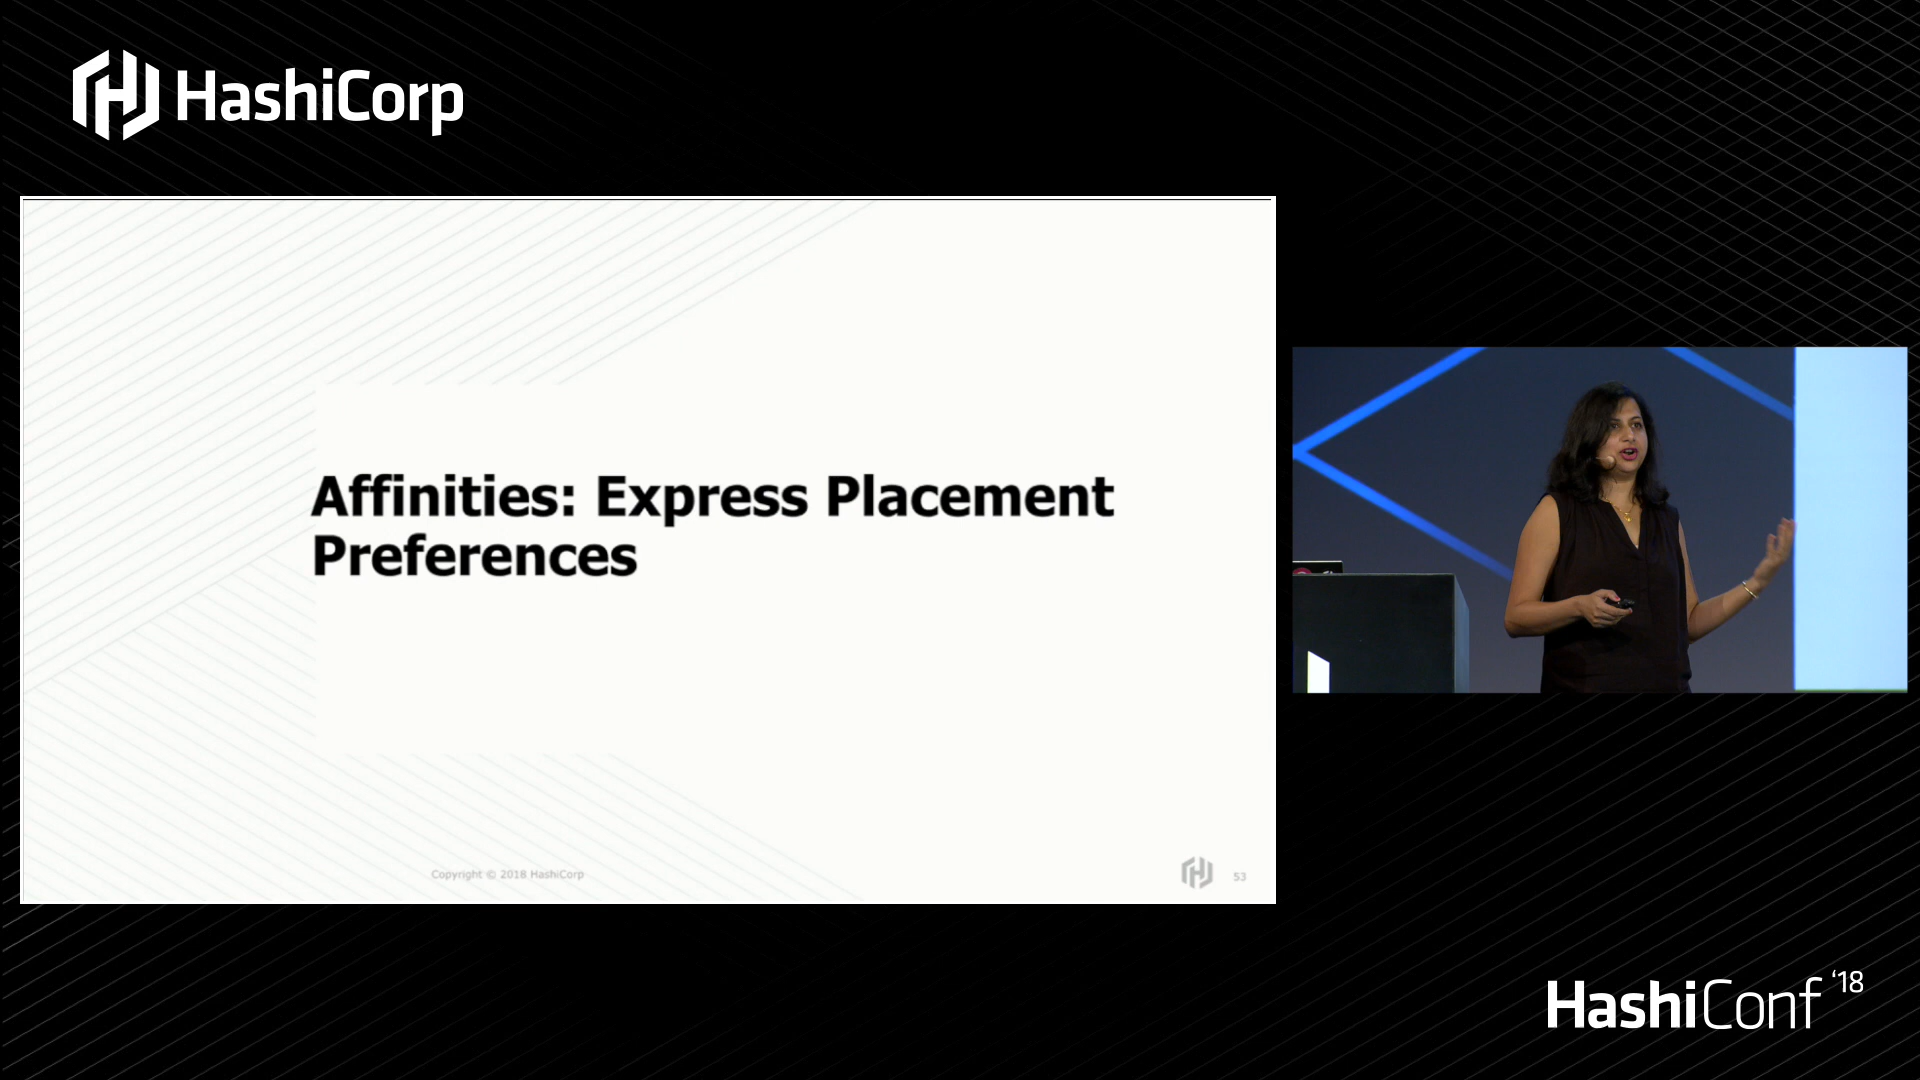 HashiCorp
Affinities: Express Placement
Preferences
Copyright © 2018 HashiCorp
53
HashiConf '18